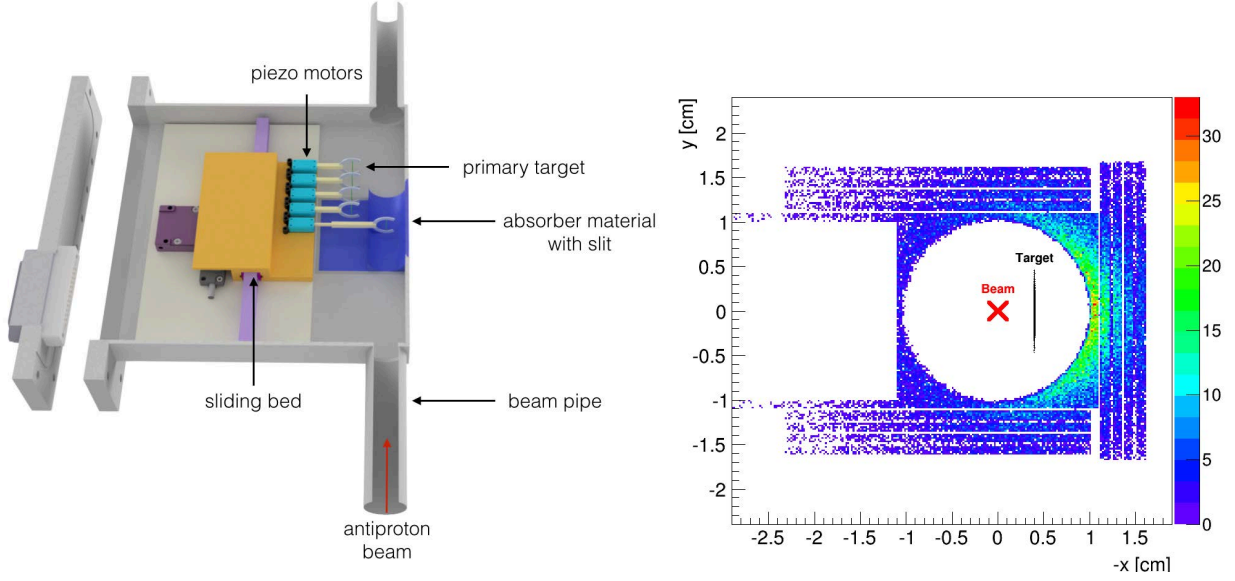 piezo motors
primary target
absorber material
with slit
sliding bed
beam pipe
antiproton
beam
y [cm]
2
1.5
1
0.5
0
-0.5
-1
-1.5
-2
Target
Beam
-2.5 -2 -1.5 -1 -0.5 0 0.5 1 1.5
-x [cm]
30
25
20
15
10
5
0